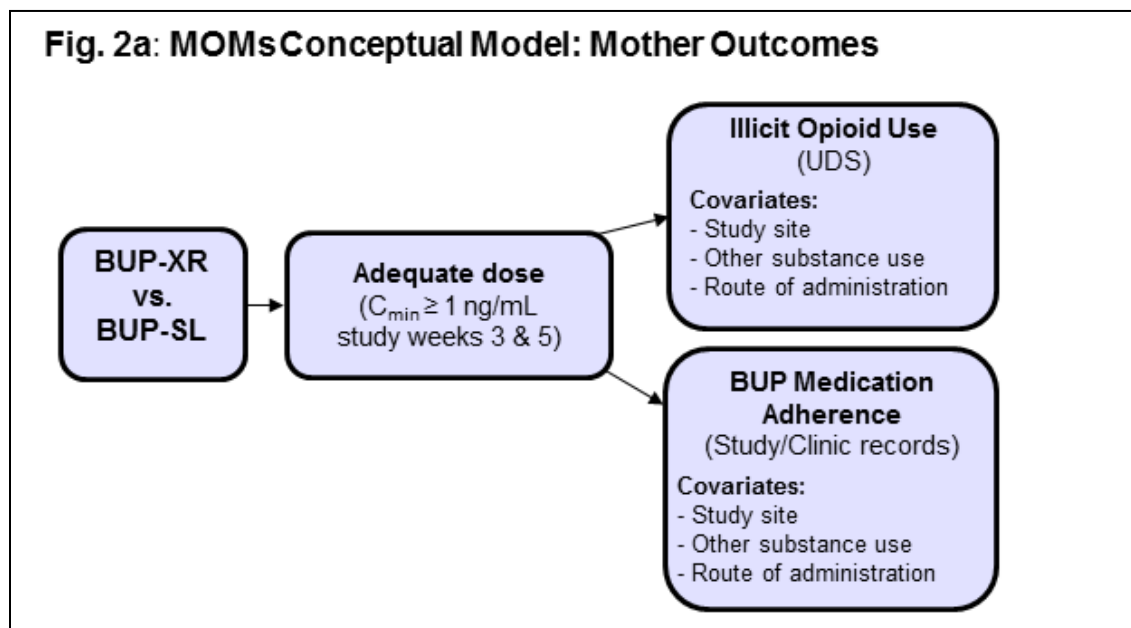 Fig. 2a: MOMs Conceptual Model: Mother Outcomes
BUP-XR
vs.
BUP-SL
Adequate dose
(Cmin ≥ 1 ng/mL
study weeks 3 & 5)
Illicit Opioid Use
(UDS)
Covariates:
- Study site
- Other substance use
- Route of administration
BUP Medication
Adherence
(Study/Clinic records)
Covariates:
- Study site
- Other substance use
- Route of administration